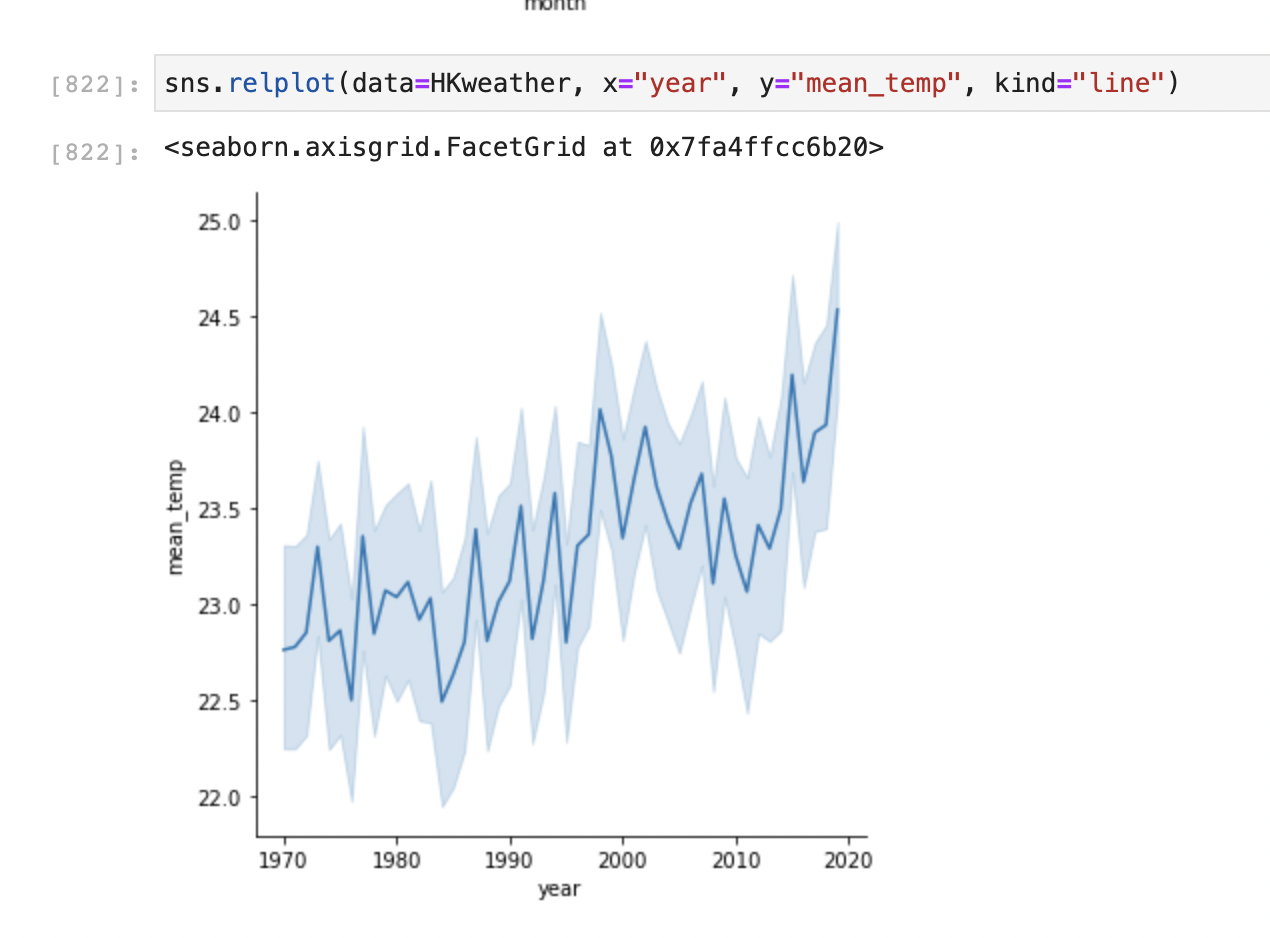 month
[822]: sns.relplot(data=HKweather, x="year", y="mean_temp", kind="line")
[822]: <seaborn.axisgrid.FacetGrid at 0x7fa4ffcc6b20>
25.0
24.5
24.0
23.5
23.0
22.5
22.0
mean_temp
1970 1980 1990 2000 2010 2020
year